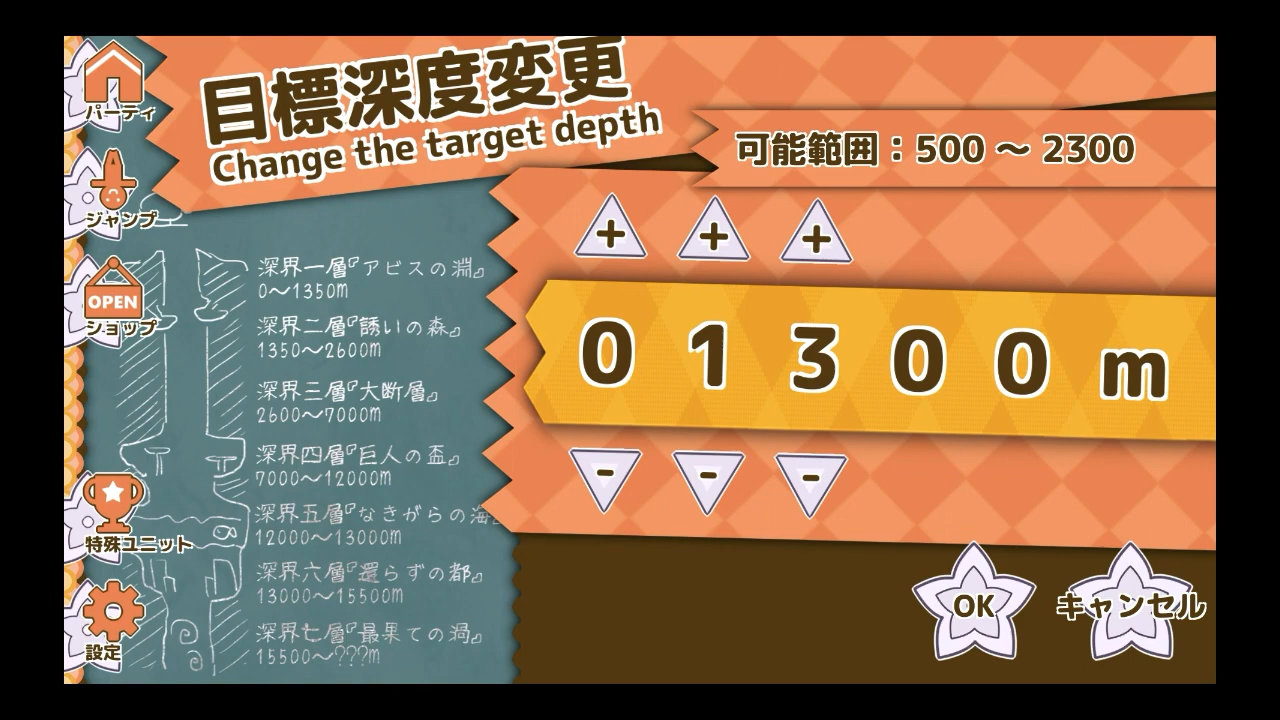 目標深度変更
Change the target depth
可能範囲：500 ～ 2300
パーティ
ジャンプ
OPEN
ショップ
特殊ユニット
設定
深界一層『アビスの淵』
0～1350m
深界二層『誘いの森』
1350～2600m
深界三層『大断層』
2600～7000m
深界四層『巨人の盃』
7000～12000m
深界五層『なきがらの海』
12000～13000m
深界六層『還らずの都』
13000～15500m
深界七層『最果ての渦』
15500～???m
+ + +
0 1 3 0 0 m
- - -
OK
キャンセル